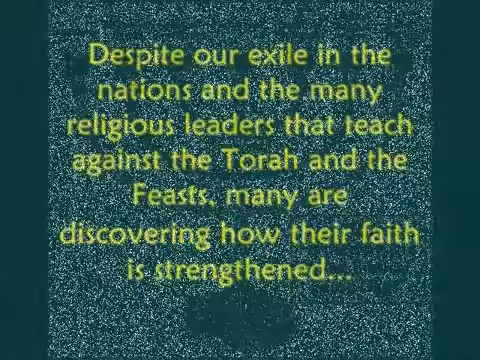 Despite our exile in the
nations and the many
religious leaders that teach
against the Torah and the
Feasts, many are
discovering how their faith
is strengthened...